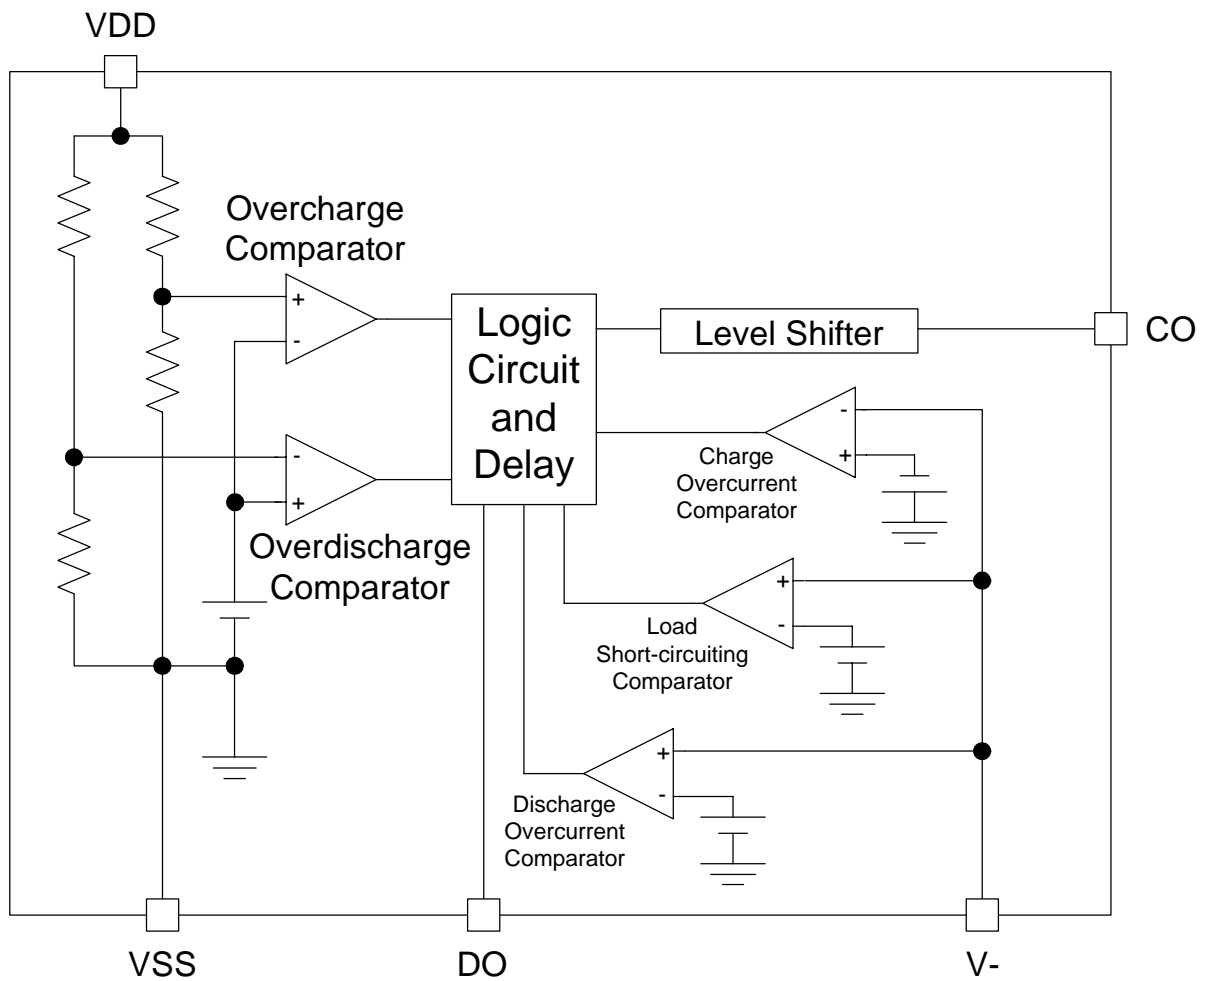 VDD
Overcharge
Comparator
+
-
Logic
Circuit
and
Delay
Level Shifter
CO
-
+
Charge
Overcurrent
Comparator
-
+
Overdischarge
Comparator
+
-
Load
Short-circuiting
Comparator
+
-
Discharge
Overcurrent
Comparator
VSS
DO
V-